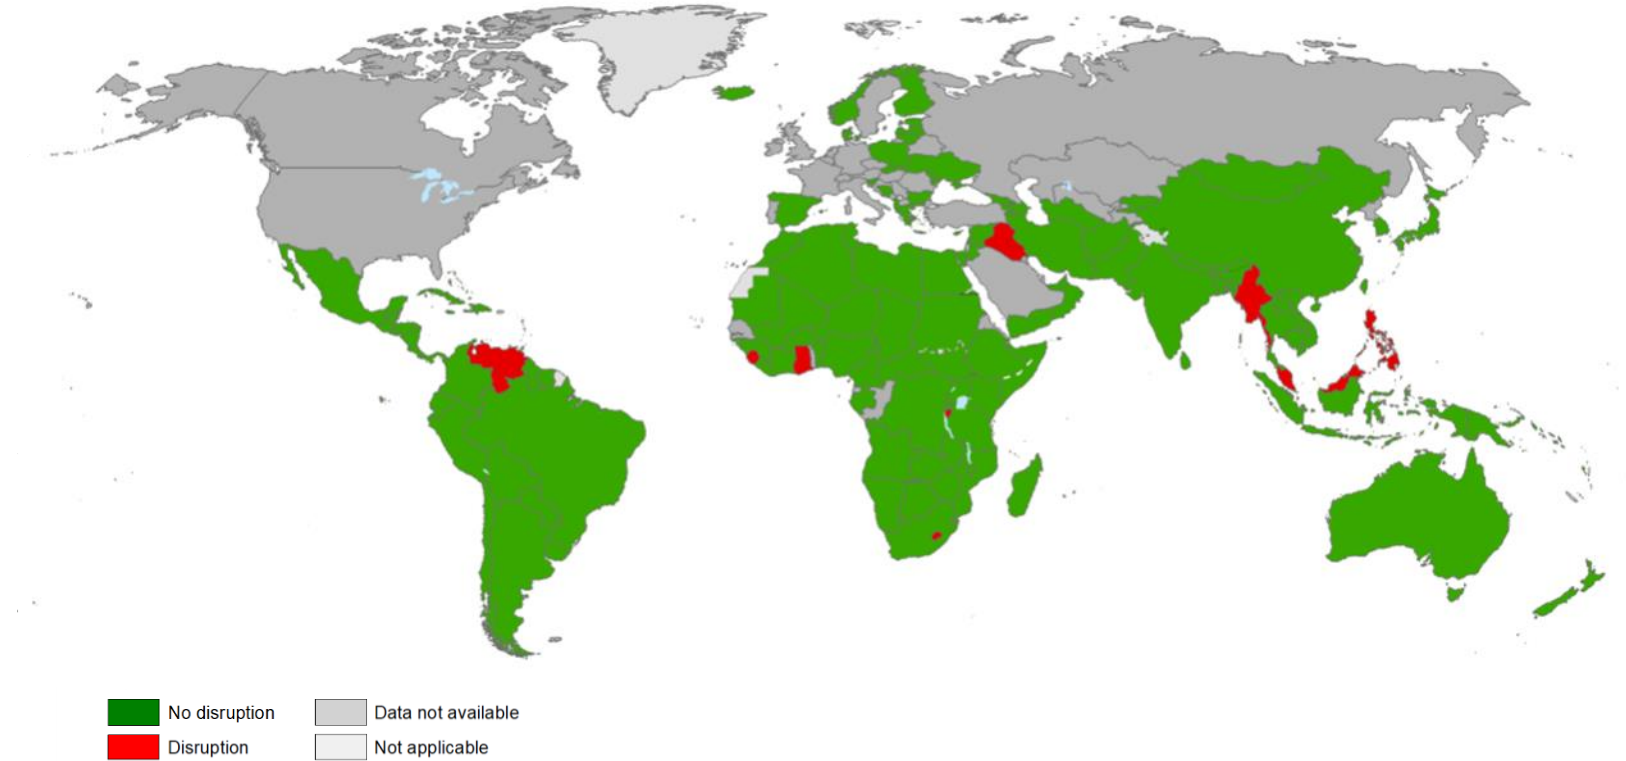 No disruption
Data not available
Disruption
Not applicable